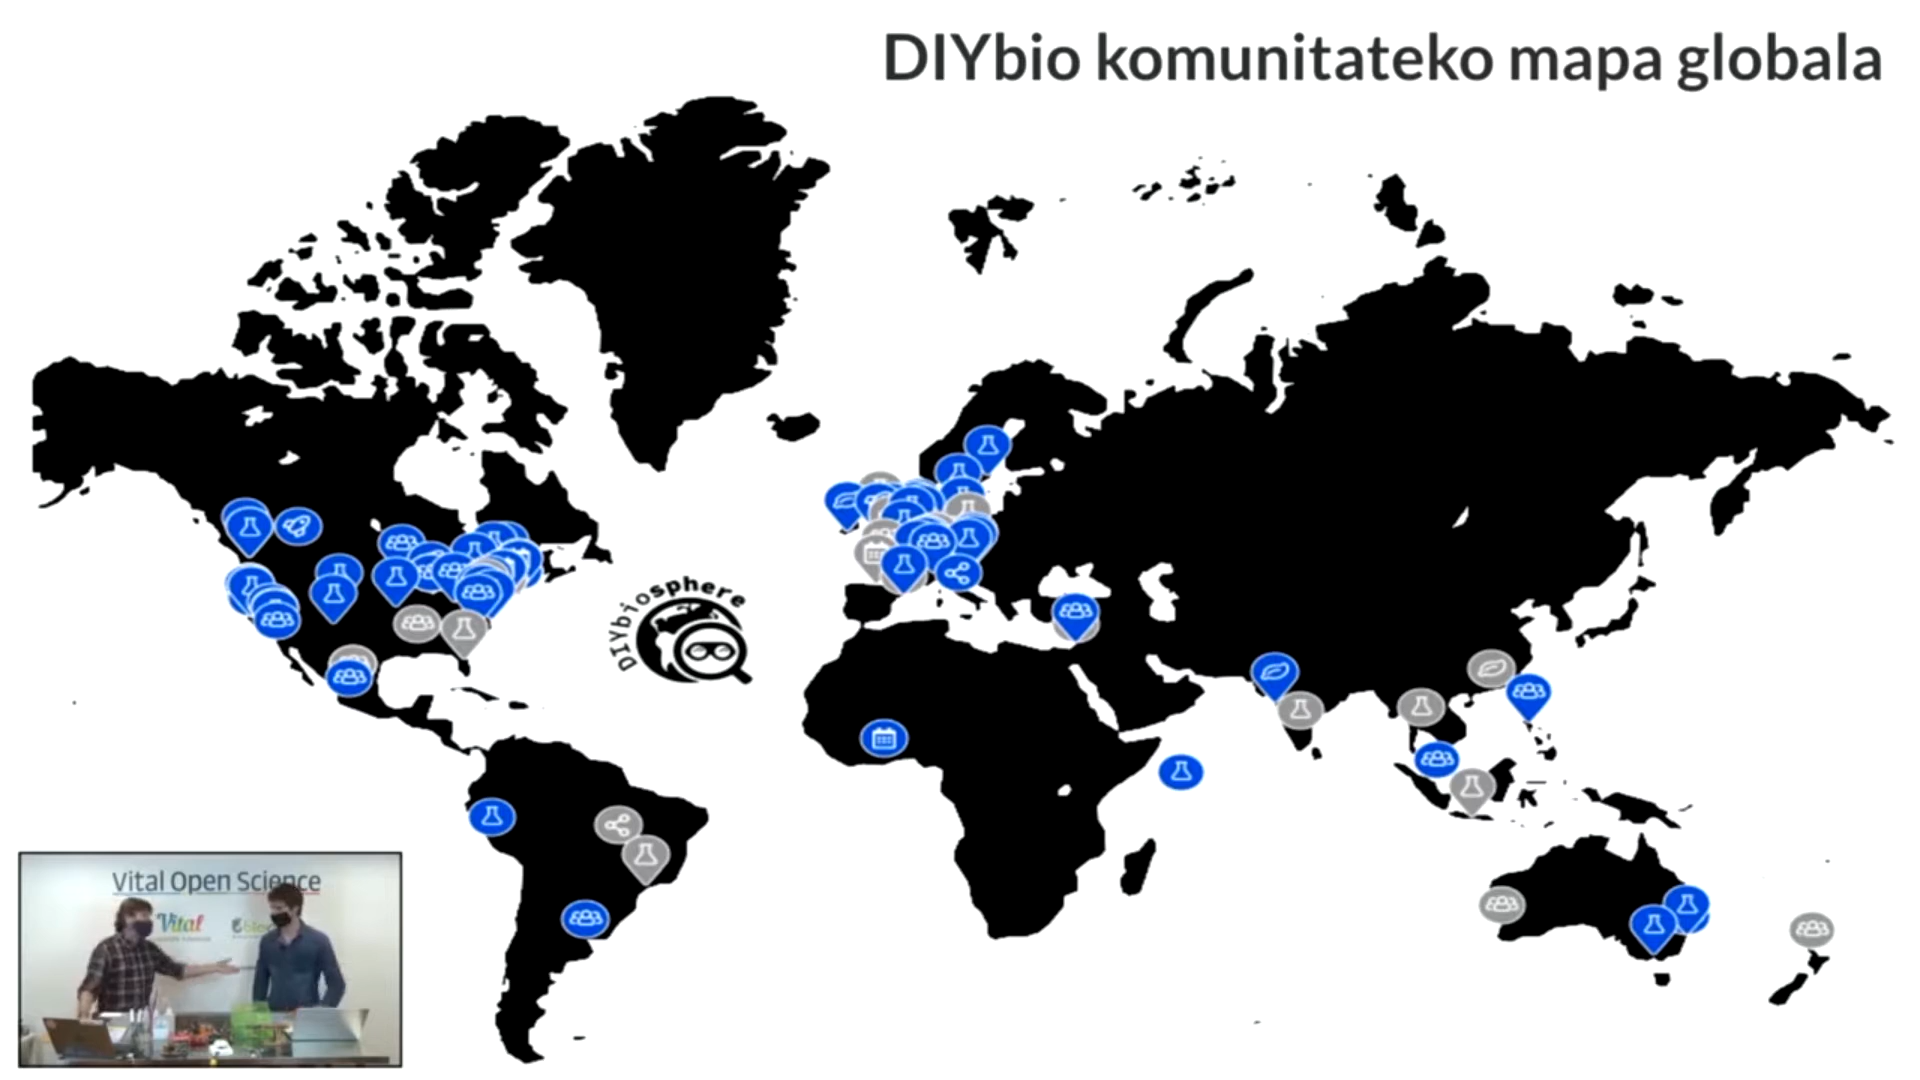 DIYbio komunitateko mapa globala
DIYbiosphere
Vital Open Science
Vital